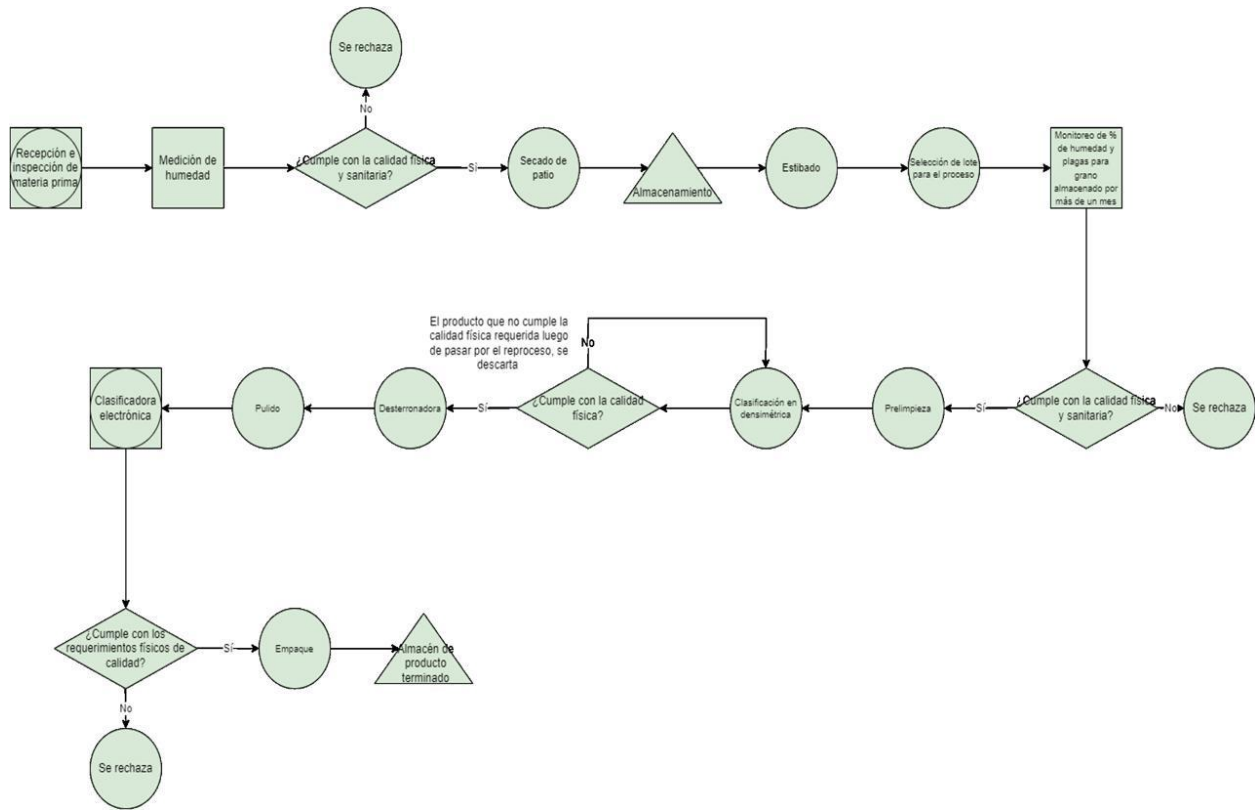 Se rechaza
No
Recepción e
inspección de
materia prima
Medición de
humedad
¿Cumple con la calidad física
y sanitaria?
Sí
Secado de
patio
Almacenamiento
Estibado
Selección de lote
para el proceso
Monitoreo de %
de humedad y
plagas para
grano
almacenado por
más de un mes
¿Cumple con la calidad física
y sanitaria?
No
Se rechaza
Sí
Prelimpieza
Clasificación en
densimétrica
¿Cumple con la calidad
física?
No
El producto que no cumple la
calidad física requerida luego
de pasar por el reproceso, se
descarta
Sí
Desterronadora
Pulido
Clasificadora
electrónica
¿Cumple con los
requerimientos físicos de
calidad?
Sí
Empaque
Almacén de
producto
terminado
No
Se rechaza